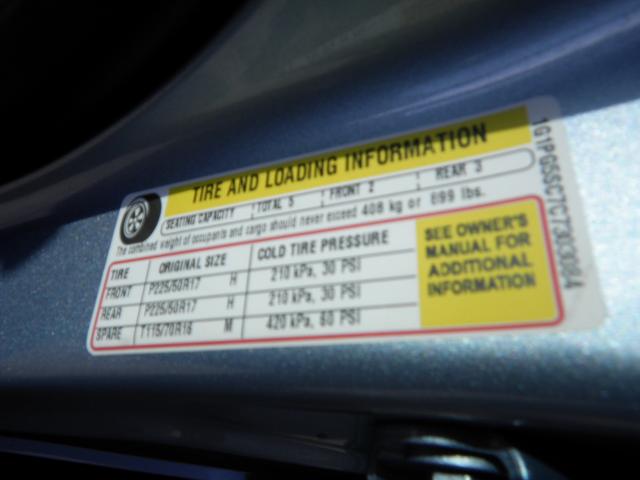 TIRE AND LOADING INFORMATION
SEATING CAPACITY TOTAL 5 FRONT 2 REAR 3
The combined weight of occupants and cargo should never exceed 408 kg or 899 lbs.
TIRE ORIGINAL SIZE COLD TIRE PRESSURE
FRONT P225/50R17 H 210 kPa, 30 PSI
REAR P225/50R17 H 210 kPa, 30 PSI
SPARE T115/70R16 M 420 kPa, 60 PSI
SEE OWNER'S
MANUAL FOR
ADDITIONAL
INFORMATION